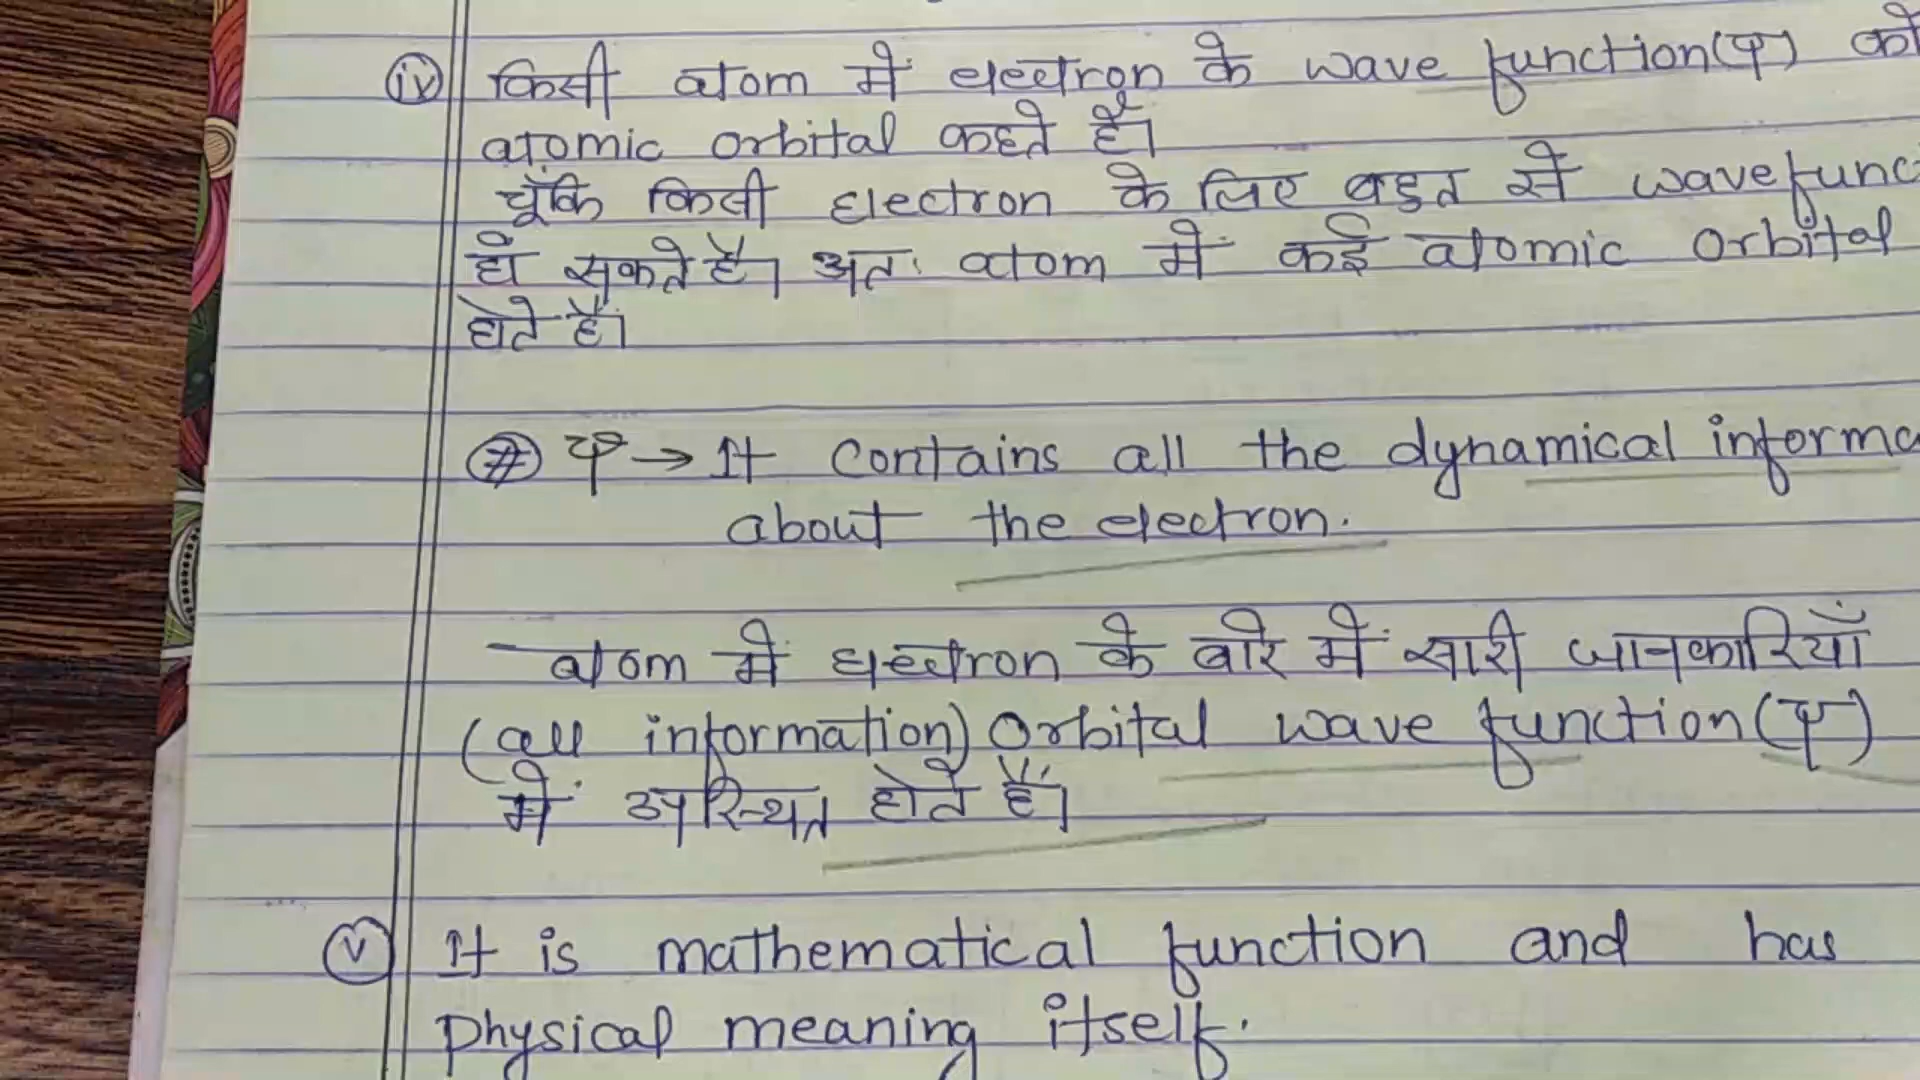 (iv) किसी atom में electron के wave function(ψ) को
atomic orbital कहते हैं।
चूँकि किसी electron के लिए बहुत से wavefunc
हो सकते हैं। अतः atom में कई atomic orbital
होते हैं।
(#) ψ → It contains all the dynamical informa
about the electron.
atom में electron के बारे में सारी जानकारियाँ
(all information) orbital wave function(ψ)
में उपस्थित होते हैं।
(v) It is mathematical function and has
physical meaning itself.